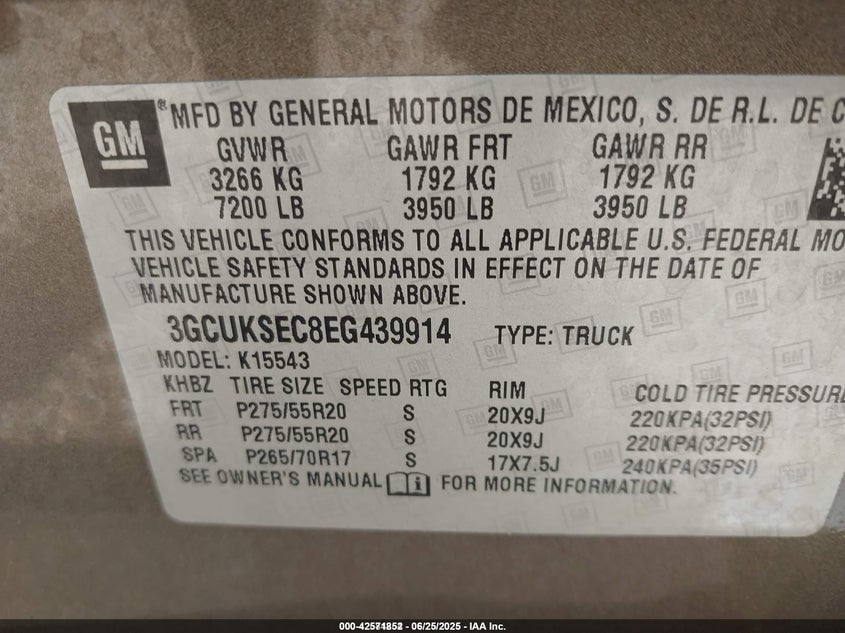 GM ® MFD BY GENERAL MOTORS DE MEXICO, S. DE R.L. DE C
GVWR GAWR FRT GAWR RR
3266 KG 1792 KG 1792 KG
7200 LB 3950 LB 3950 LB
THIS VEHICLE CONFORMS TO ALL APPLICABLE U.S. FEDERAL MO
VEHICLE SAFETY STANDARDS IN EFFECT ON THE DATE OF
MANUFACTURE SHOWN ABOVE.
3GCUKSEC8EG439914 TYPE: TRUCK
MODEL: K15543
KHBZ TIRE SIZE SPEED RTG RIM COLD TIRE PRESSURE
FRT P275/55R20 S 20X9J 220KPA(32PSI)
RR P275/55R20 S 20X9J 220KPA(32PSI)
SPA P265/70R17 S 17X7.5J 240KPA(35PSI)
SEE OWNER'S MANUAL i FOR MORE INFORMATION.
06/25/2025 - IAA Inc.